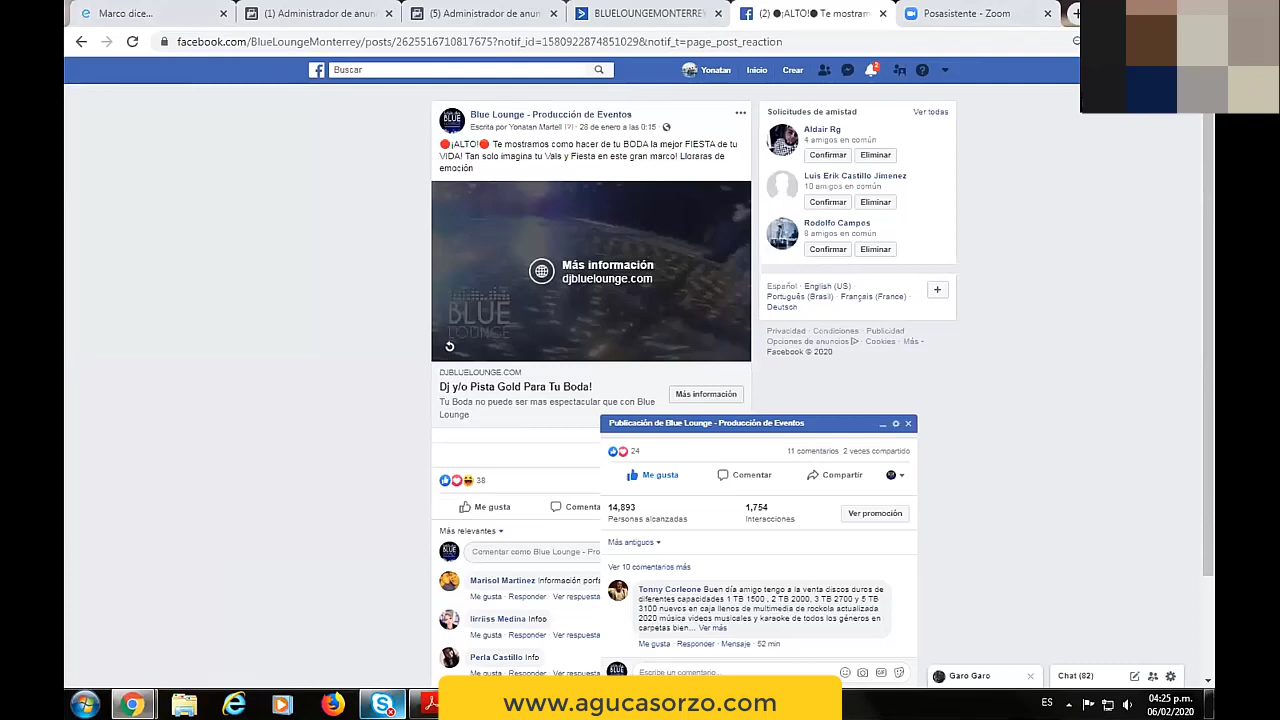 Marco dice...
(1) Administrador de anun
(5) Administrador de anun
BLUELOUNGEMONTERREY
(2) ●¡ALTO!● Te mostram
Posasistente - Zoom
facebook.com/BlueLoungeMonterrey/posts/2625516710817675?notif_id=1580922874851029&notif_t=page_post_reaction
Buscar
Yonatan
Inicio
Crear
2
Blue Lounge - Producción de Eventos
Escrita por Yonatan Martell [?] · 28 de enero a las 0:15 ·
🔴¡ALTO!🔴 Te mostramos como hacer de tu BODA la mejor FIESTA de tu
VIDA! Tan solo imagina tu Vals y Fiesta en este gran marco! Lloraras de
emoción
Más información
djbluelounge.com
BLUE
LOUNGE
DJBLUELOUNGE.COM
Dj y/o Pista Gold Para Tu Boda!
Tu Boda no puede ser mas espectacular que con Blue
Lounge
Más información
38
Me gusta
Comenta
Más relevantes
Comentar como Blue Lounge - Pro
Marisol Martinez Información porfa
Me gusta · Responder · Ver respuesta
Iirriiss Medina Infoo
Me gusta · Responder · Ver respuesta
Perla Castillo Info
Me gusta · Responder · Ver respuesta
Solicitudes de amistad
Ver todas
Aldair Rg
4 amigos en común
Confirmar
Eliminar
Luis Erik Castillo Jimenez
10 amigos en común
Confirmar
Eliminar
Rodolfo Campos
8 amigos en común
Confirmar
Eliminar
Español · English (US) ·
Português (Brasil) · Français (France) ·
Deutsch
+
Privacidad · Condiciones · Publicidad ·
Opciones de anuncios · Cookies · Más
Facebook © 2020
Publicación de Blue Lounge - Producción de Eventos
24
11 comentarios 2 veces compartido
Me gusta
Comentar
Compartir
14,893
Personas alcanzadas
1,754
Interacciones
Ver promoción
Más antiguos
Ver 10 comentarios más
Tonny Corleone Buen día amigo tengo a la venta discos duros de
diferentes capacidades 1 TB 1500 , 2 TB 2000, 3 TB 2700 y 5 TB
3100 nuevos en caja llenos de multimedia de rockola actualizada
2020 música videos musicales y karaoke de todos los géneros en
carpetas bien... Ver más
Me gusta · Responder · Mensaje · 52 min
Escribe un comentario...
GIF
Garo Garo
Chat (82)
www.agucasorzo.com
ES
04:25 p.m.
06/02/2020